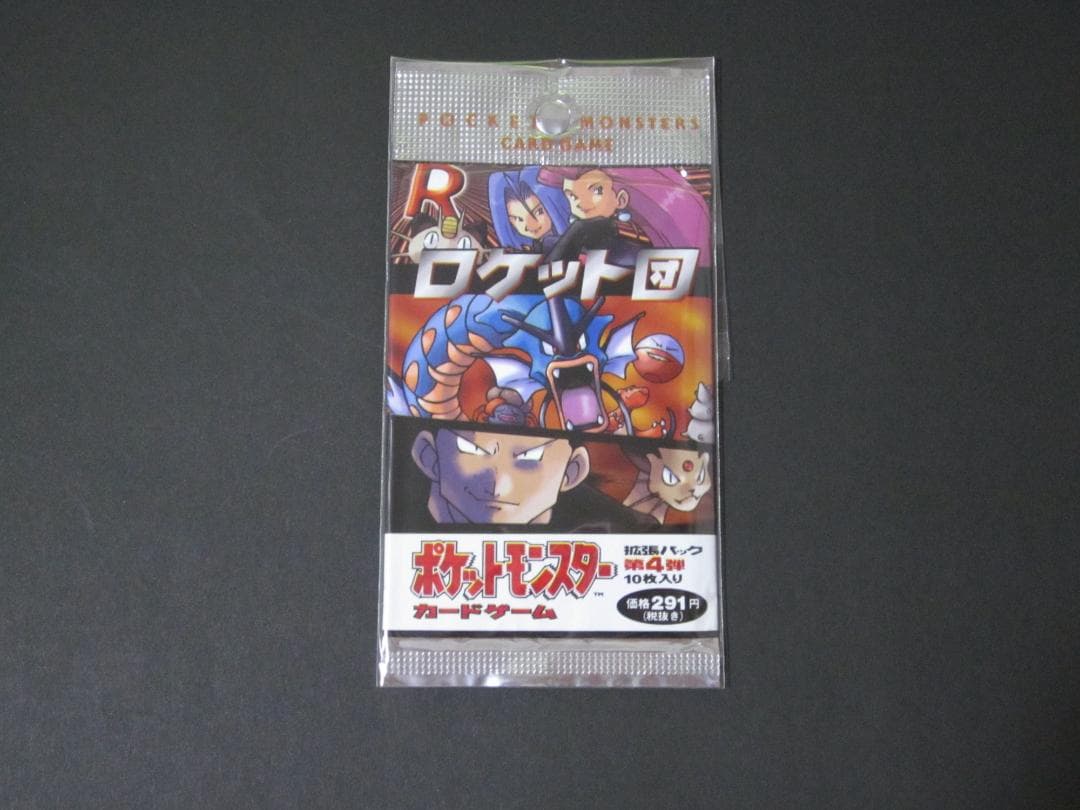 POCKET MONSTERS
CARD GAME
R
ロケット団
ポケットモンスター
TM
カードゲーム
拡張パック
第4弾
10枚入り
価格291円
(税抜き)